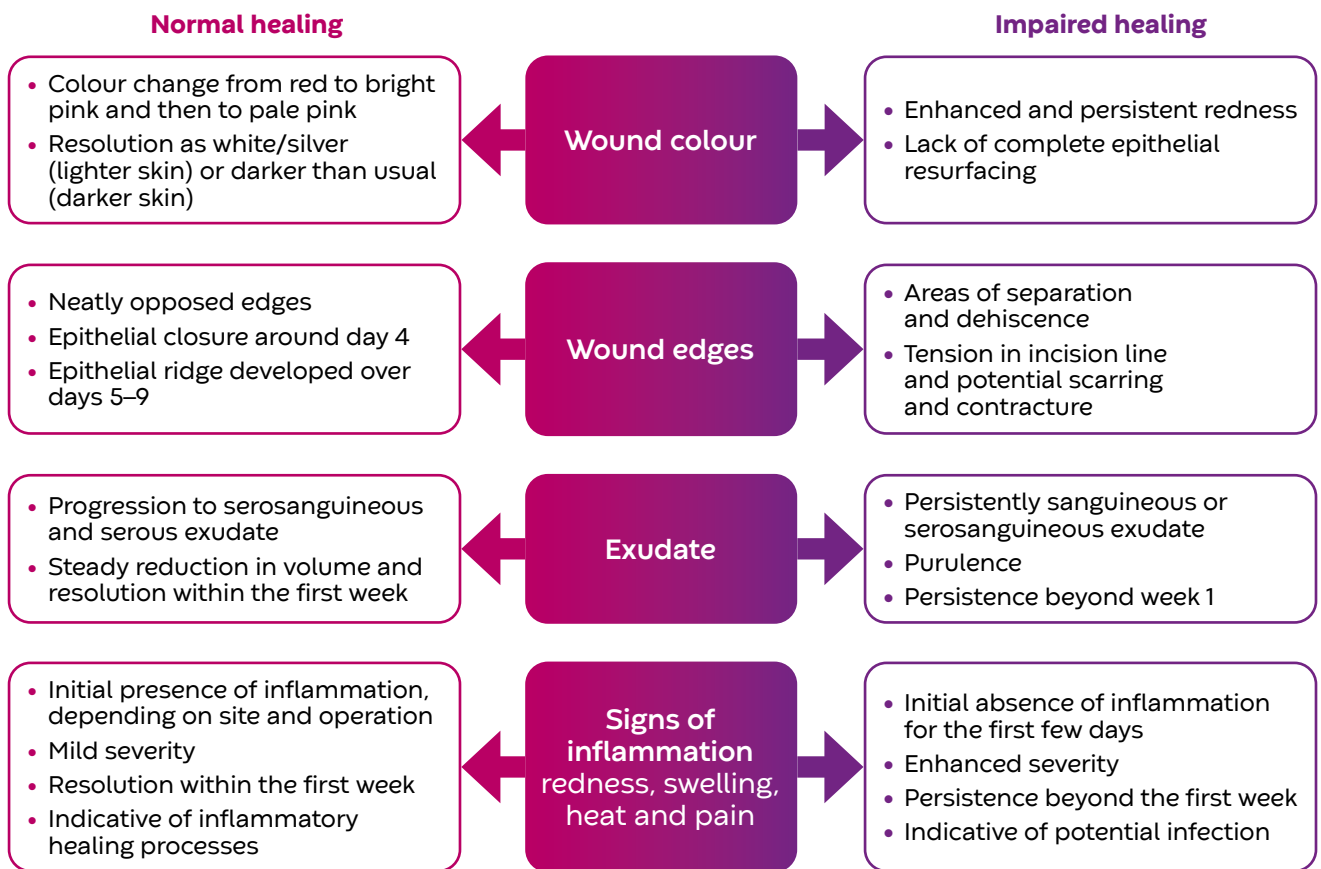 Normal healing
Impaired healing
• Colour change from red to bright
pink and then to pale pink
• Resolution as white/silver
(lighter skin) or darker than usual
(darker skin)
Wound colour
• Enhanced and persistent redness
• Lack of complete epithelial
resurfacing
• Neatly opposed edges
• Epithelial closure around day 4
• Epithelial ridge developed over
days 5–9
Wound edges
• Areas of separation
and dehiscence
• Tension in incision line
and potential scarring
and contracture
• Progression to serosanguineous
and serous exudate
• Steady reduction in volume and
resolution within the first week
Exudate
• Persistently sanguineous or
serosanguineous exudate
• Purulence
• Persistence beyond week 1
• Initial presence of inflammation,
depending on site and operation
• Mild severity
• Resolution within the first week
• Indicative of inflammatory
healing processes
Signs of
inflammation
redness, swelling,
heat and pain
• Initial absence of inflammation
for the first few days
• Enhanced severity
• Persistence beyond the first week
• Indicative of potential infection